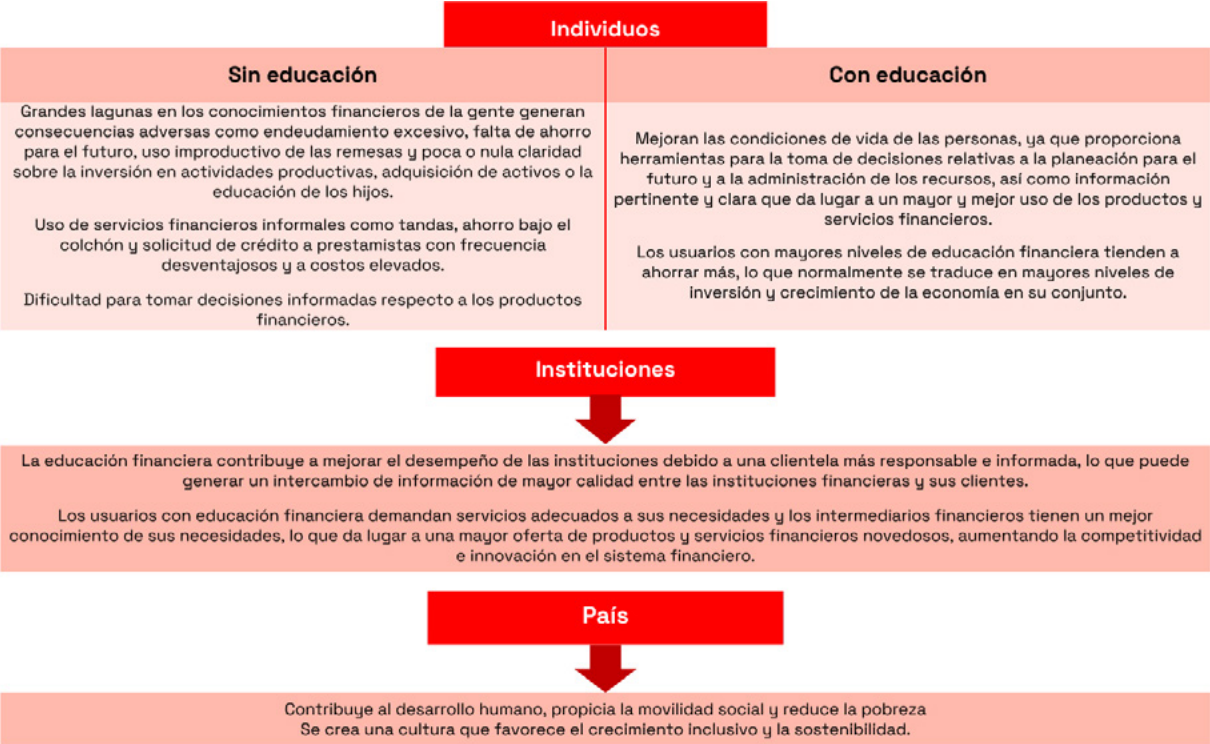 Individuos
Sin educación
Grandes lagunas en los conocimientos financieros de la gente generan
consecuencias adversas como endeudamiento excesivo, falta de ahorro
para el futuro, uso improductivo de las remesas y poca o nula claridad
sobre la inversión en actividades productivas, adquisición de activos o la
educación de los hijos.
Uso de servicios financieros informales como tandas, ahorro bajo el
colchón y solicitud de crédito a prestamistas con frecuencia
desventajosos y a costos elevados.
Dificultad para tomar decisiones informadas respecto a los productos
financieros.
Con educación
Mejoran las condiciones de vida de las personas, ya que proporciona
herramientas para la toma de decisiones relativas a la planeación para el
futuro y a la administración de los recursos, así como información
pertinente y clara que da lugar a un mayor y mejor uso de los productos y
servicios financieros.
Los usuarios con mayores niveles de educación financiera tienden a
ahorrar más, lo que normalmente se traduce en mayores niveles de
inversión y crecimiento de la economía en su conjunto.
Instituciones
La educación financiera contribuye a mejorar el desempeño de las instituciones debido a una clientela más responsable e informada, lo que puede
generar un intercambio de información de mayor calidad entre las instituciones financieras y sus clientes.
Los usuarios con educación financiera demandan servicios adecuados a sus necesidades y los intermediarios financieros tienen un mejor
conocimiento de sus necesidades, lo que da lugar a una mayor oferta de productos y servicios financieros novedosos, aumentando la competitividad
e innovación en el sistema financiero.
País
Contribuye al desarrollo humano, propicia la movilidad social y reduce la pobreza
Se crea una cultura que favorece el crecimiento inclusivo y la sostenibilidad.